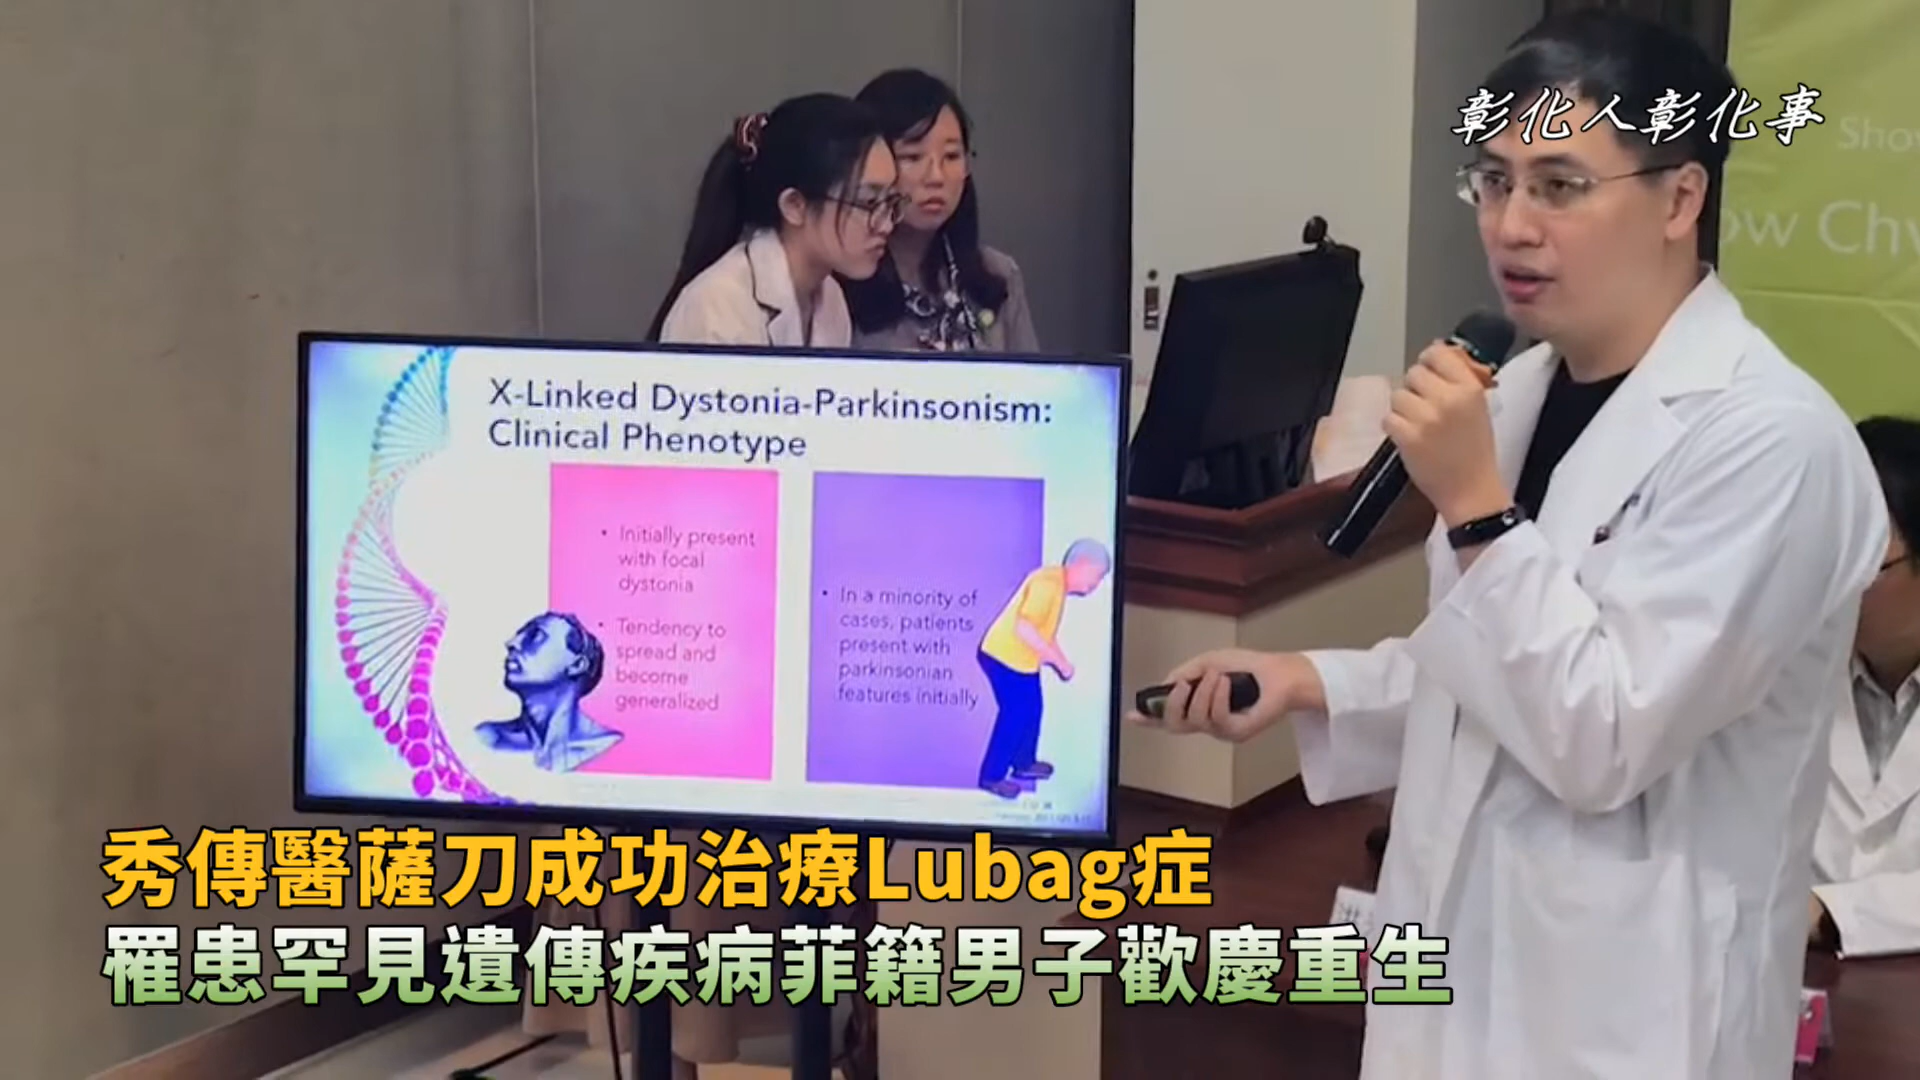 彰化人彰化事
Show
ow Chw
X-Linked Dystonia-Parkinsonism:
Clinical Phenotype
• Initially present
with focal
dystonia
• Tendency to
spread and
become
generalized
• In a minority of
cases, patients
present with
parkinsonian
features initially
秀傳醫薩刀成功治療Lubag症
罹患罕見遺傳疾病菲籍男子歡慶重生